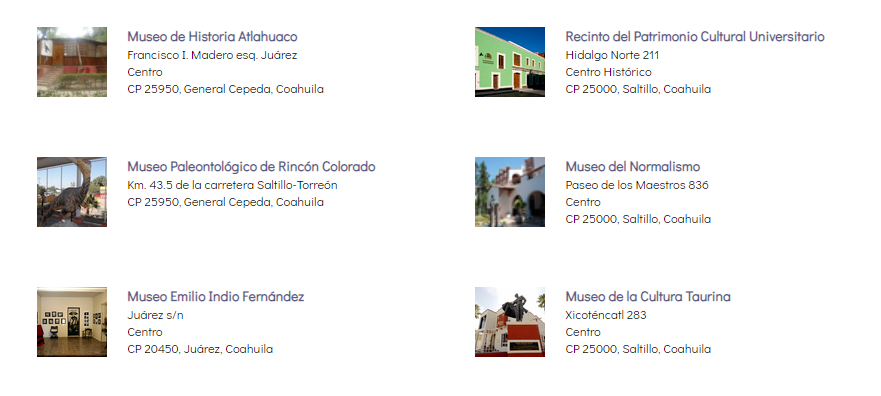 Museo de Historia Atlahuaco
Francisco I. Madero esq. Juárez
Centro
CP 25950, General Cepeda, Coahuila
Recinto del Patrimonio Cultural Universitario
Hidalgo Norte 211
Centro Histórico
CP 25000, Saltillo, Coahuila
Museo Paleontológico de Rincón Colorado
Km. 43.5 de la carretera Saltillo-Torreón
CP 25950, General Cepeda, Coahuila
Museo del Normalismo
Paseo de los Maestros 836
Centro
CP 25000, Saltillo, Coahuila
Museo Emilio Indio Fernández
Juárez s/n
Centro
CP 20450, Juárez, Coahuila
Museo de la Cultura Taurina
Xicoténcatl 283
Centro
CP 25000, Saltillo, Coahuila